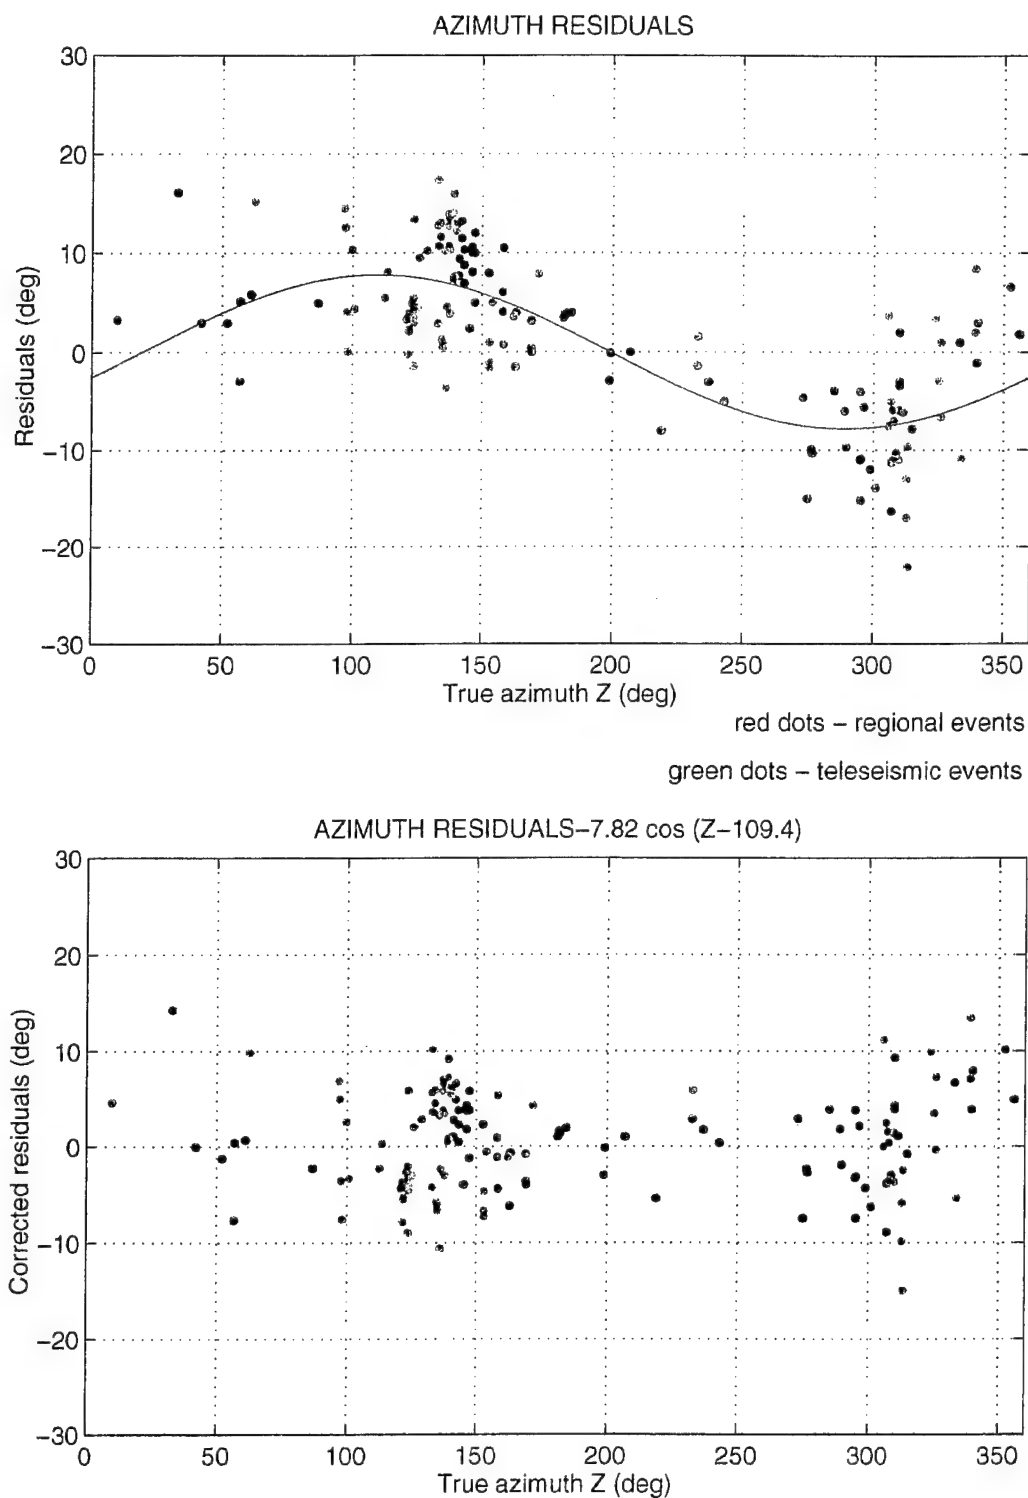 AZIMUTH RESIDUALS
30
20
10
0
−10
−20
−30
Residuals (deg)
0 50 100 150 200 250 300 350
True azimuth Z (deg)
red dots − regional events
green dots − teleseismic events
AZIMUTH RESIDUALS−7.82 cos (Z−109.4)
30
20
10
0
−10
−20
−30
Corrected residuals (deg)
0 50 100 150 200 250 300 350
True azimuth Z (deg)